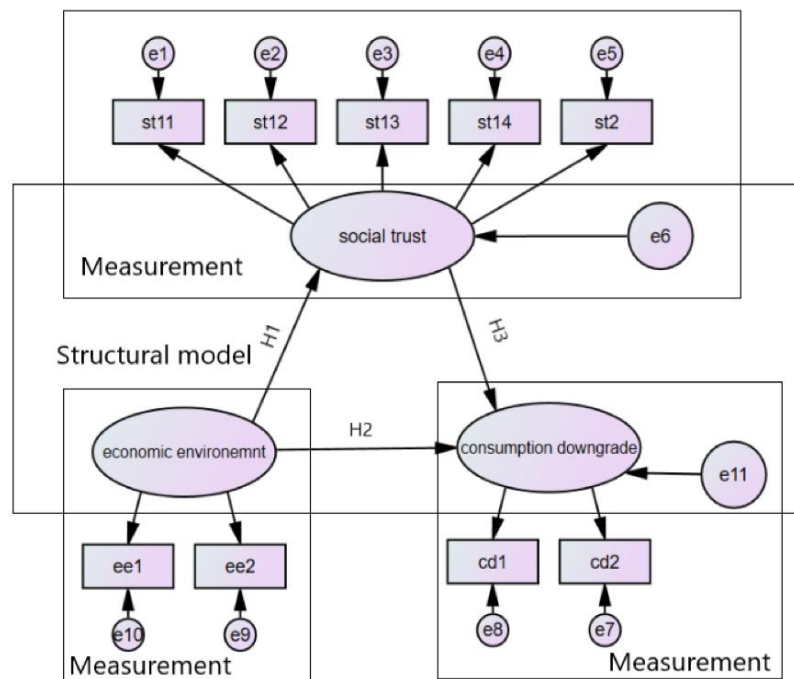 e1
e2
e3
e4
e5
st11
st12
st13
st14
st2
social trust
e6
Measurement
H1
H3
Structural model
H2
economic environemnt
consumption downgrade
e11
ee1
ee2
cd1
cd2
e10
e9
e8
e7
Measurement
Measurement